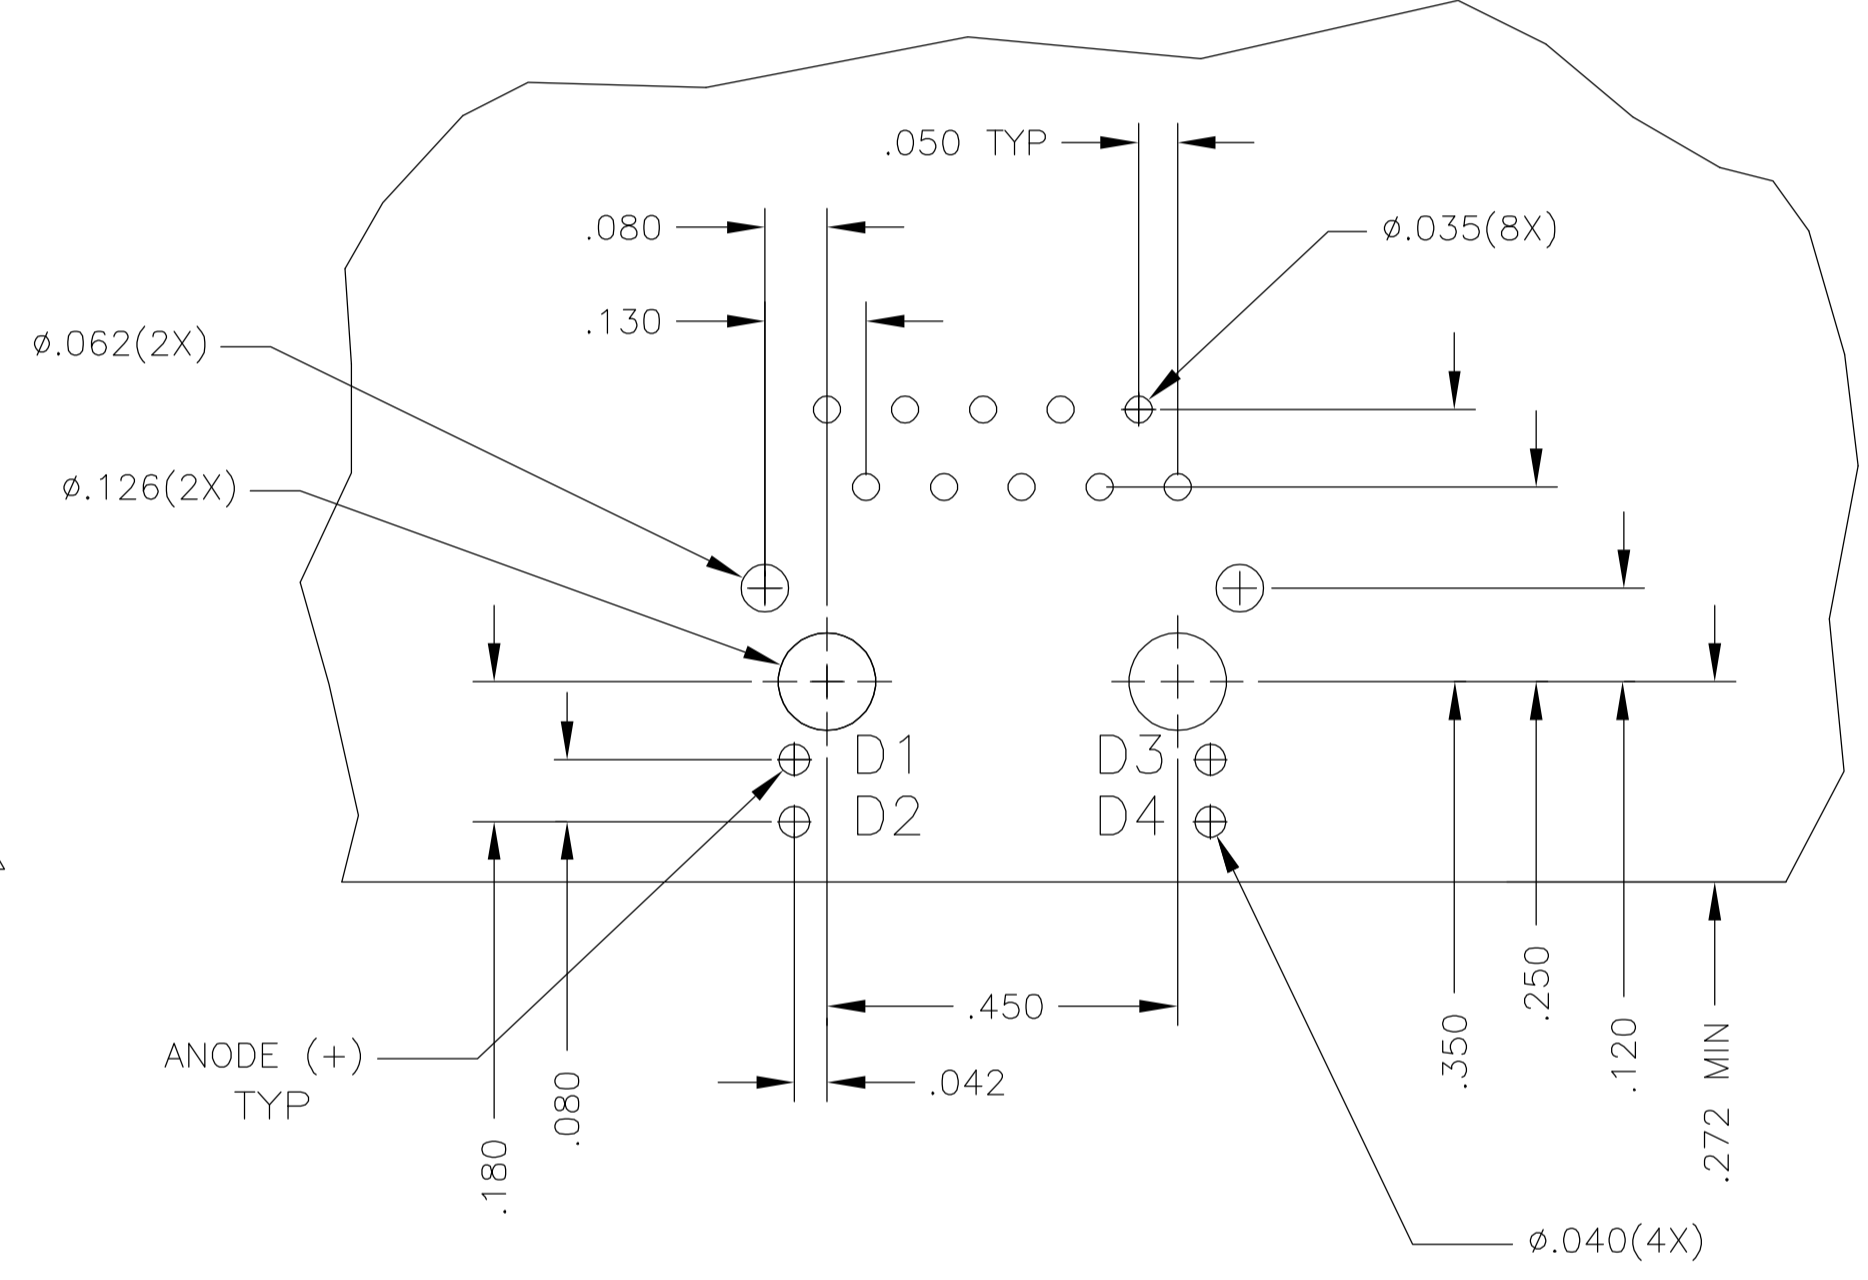 .050 TYP
.080
ø.035(8X)
.130
ø.062(2X)
ø.126(2X)
D1
D3
D2
D4
.450
.250
.350
.120
.272 MIN
ANODE (+)
TYP
.042
.080
.180
ø.040(4X)